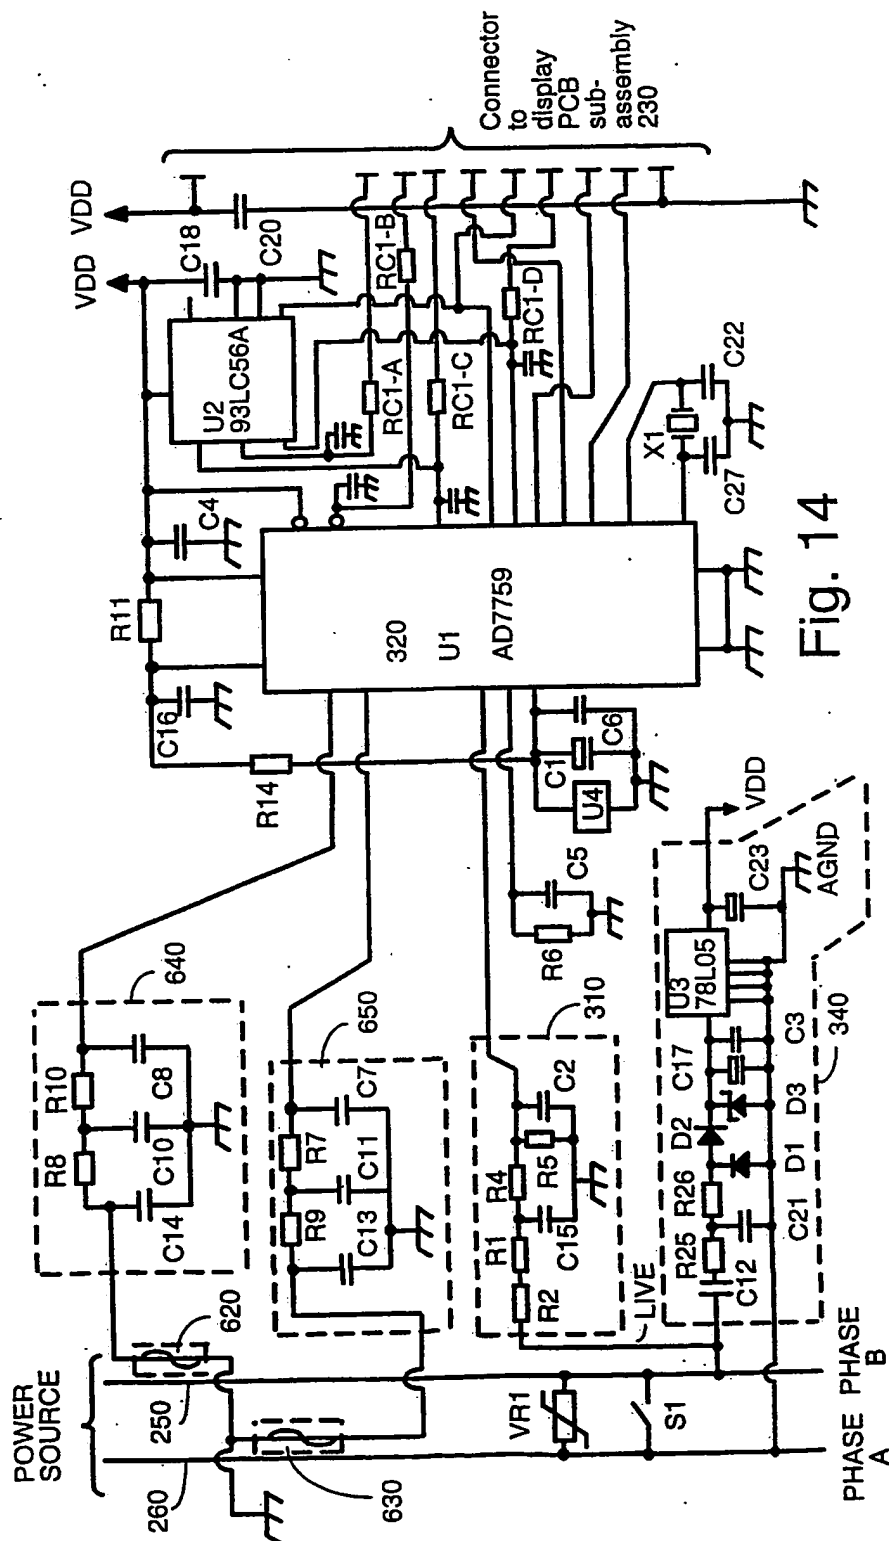 POWER
SOURCE
260
250
620
630
PHASE
A
PHASE
B
VR1
S1
LIVE
640
R8
R10
C14
C10
C8
650
R9
R7
C13
C11
C7
310
R2
R1
R4
C15
R5
C2
340
C12
R25
R26
C21
D1
D2
D3
C17
C3
U3
78L05
C23
AGND
VDD
R6
C5
U4
C1
C6
R14
C16
R11
C4
320
U1
AD7759
U2
93LC56A
VDD
C18
VDD
C20
RC1-A
RC1-B
RC1-C
RC1-D
X1
C27
C22
Connector
to
display
PCB
sub-
assembly
230
Fig. 14